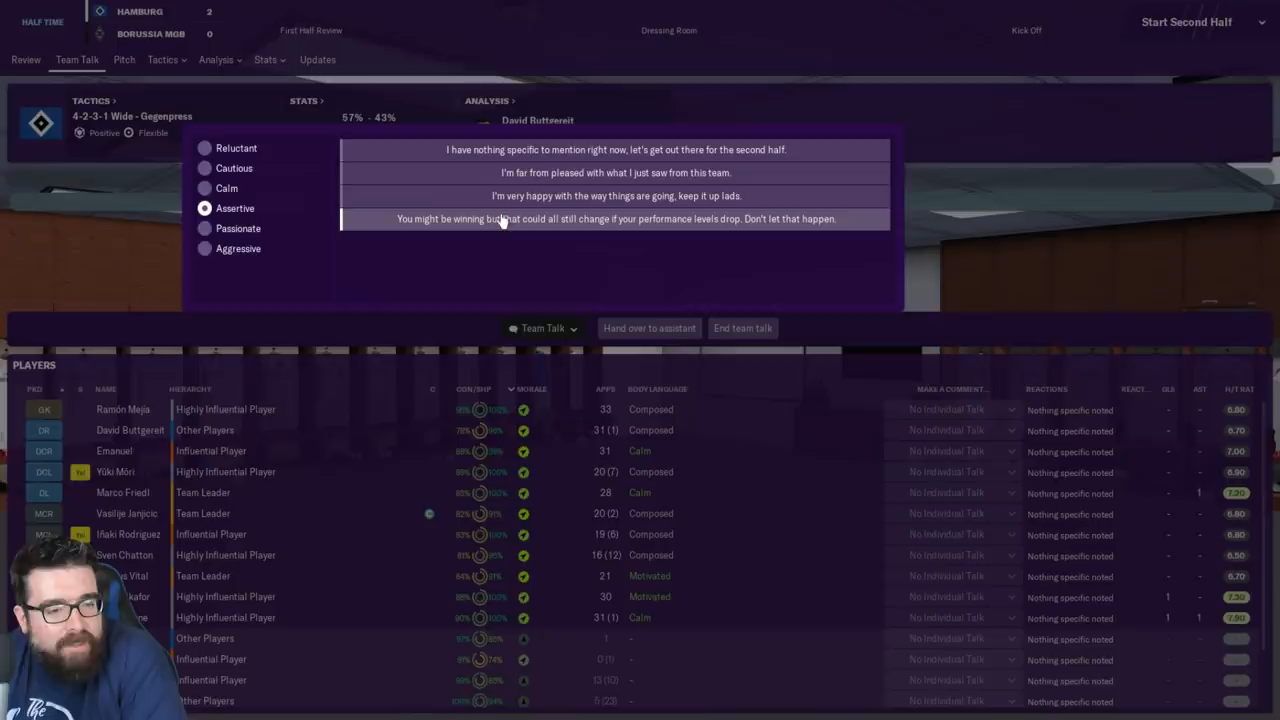 HALF TIME
HAMBURG 2
BORUSSIA MGB 0
First Half Review
Dressing Room
Kick Off
Start Second Half
Review Team Talk Pitch Tactics Analysis Stats Updates
TACTICS
4-2-3-1 Wide - Gegenpress
Positive Flexible
STATS
57% - 43%
ANALYSIS
David Buttgereit
Reluctant
Cautious
Calm
Assertive
Passionate
Aggressive
I have nothing specific to mention right now, let's get out there for the second half.
I'm far from pleased with what I just saw from this team.
I'm very happy with the way things are going, keep it up lads.
You might be winning but that could all still change if your performance levels drop. Don't let that happen.
Team Talk Hand over to assistant End team talk
PLAYERS
PKD S NAME HIERARCHY C CON/SHP MORALE APPS BODY LANGUAGE MAKE A COMMENT... REACTIONS REACT... GLS AST H/T RAT
GK Ramón Mejía Highly Influential Player 33 Composed No Individual Talk Nothing specific noted - - 6.80
DR David Buttgereit Other Players 31 (1) Composed No Individual Talk Nothing specific noted - - 6.70
DCR Emanuel Influential Player 31 Calm No Individual Talk Nothing specific noted - - 7.00
DCL Yel Yūki Mōri Highly Influential Player 20 (7) Composed No Individual Talk Nothing specific noted - - 6.90
DL Marco Friedl Team Leader 28 Calm No Individual Talk Nothing specific noted - 1 7.20
MCR Vasilije Janjicic Team Leader 20 (2) Composed No Individual Talk Nothing specific noted - - 6.80
Yel Iñaki Rodríguez Influential Player 19 (6) Composed No Individual Talk Nothing specific noted - - 6.80
Sven Chatton Highly Influential Player 16 (12) Composed No Individual Talk Nothing specific noted - - 6.50
Vital Team Leader 21 Motivated No Individual Talk Nothing specific noted - - 6.70
Highly Influential Player 30 Motivated No Individual Talk Nothing specific noted 1 - 7.30
Highly Influential Player 31 (1) Calm No Individual Talk Nothing specific noted 1 1 7.90
Other Players 1 - No Individual Talk Nothing specific noted - -
Influential Player 0 (1) - No Individual Talk Nothing specific noted - -
Influential Player 13 (10) - No Individual Talk Nothing specific noted - -
Other Players 5 (23) - No Individual Talk Nothing specific noted - -
The